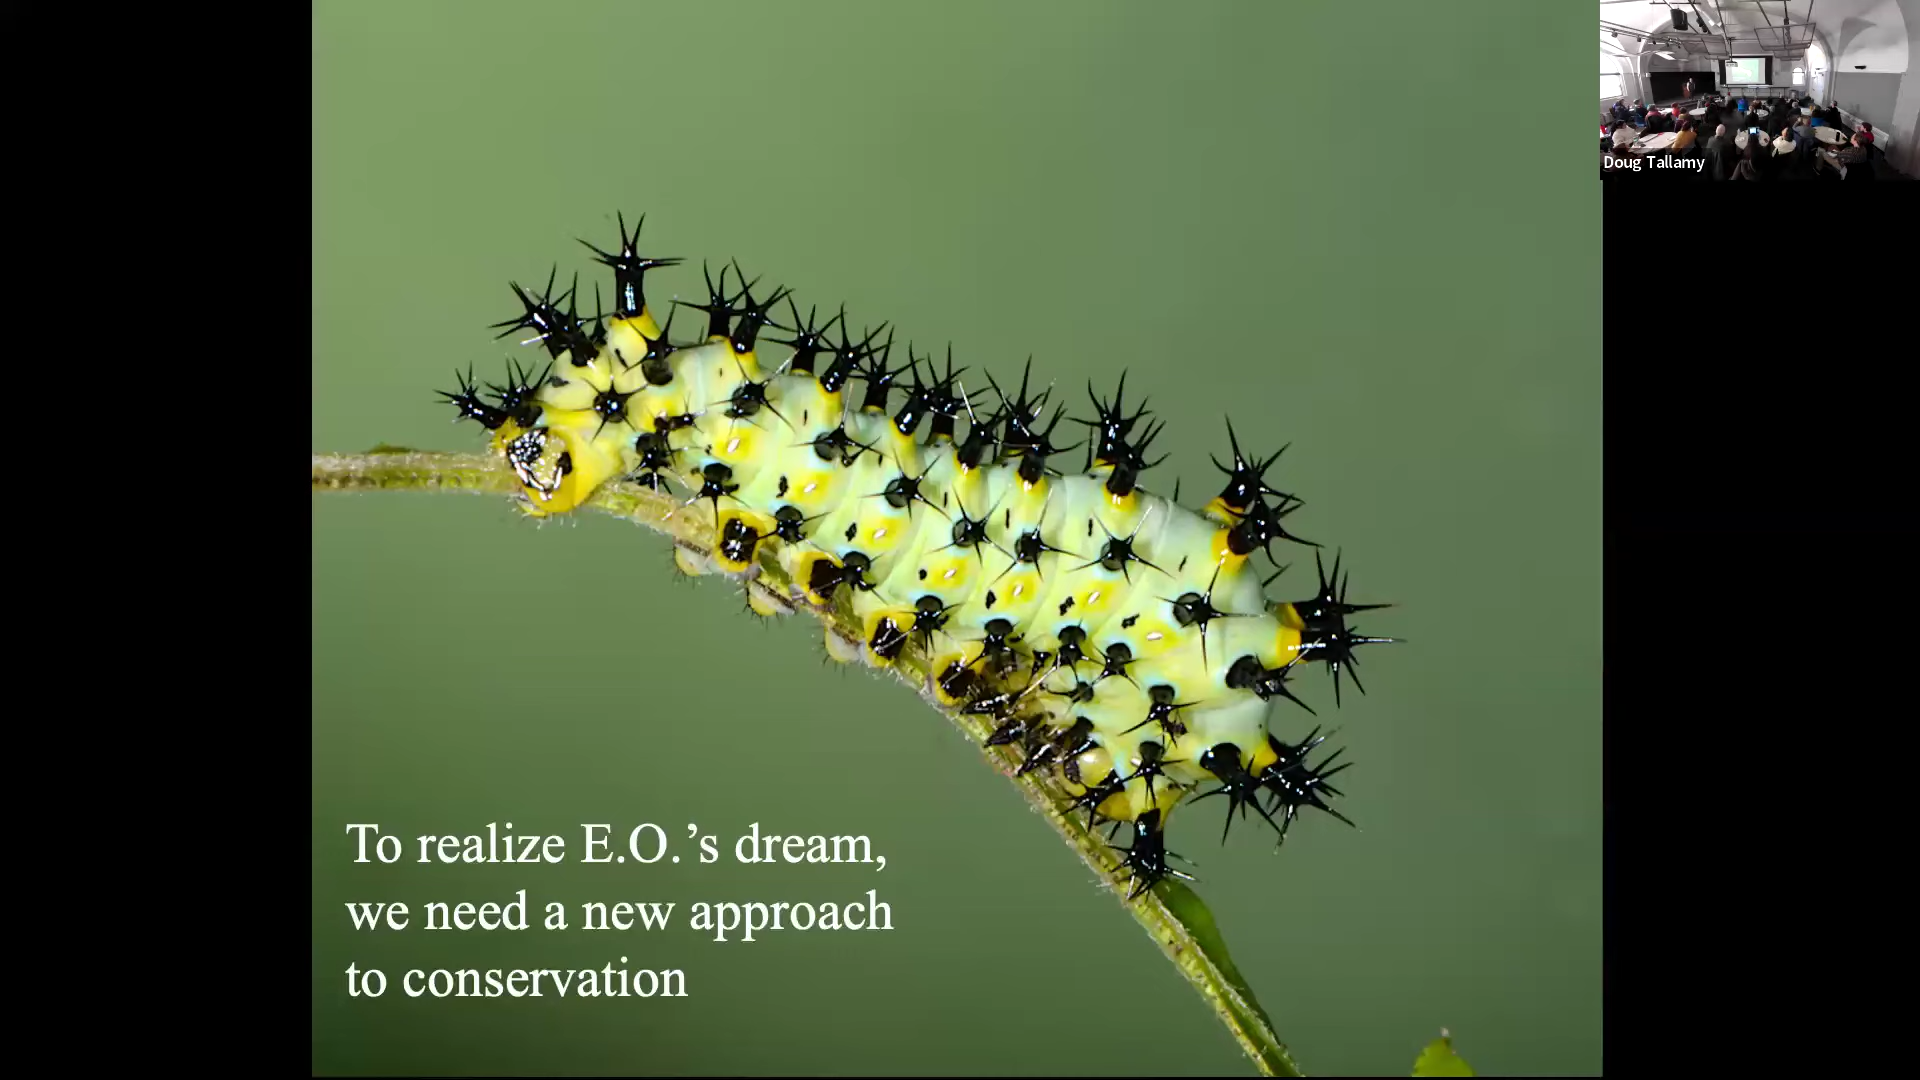 Doug Tallamy
To realize E.O.’s dream,
we need a new approach
to conservation